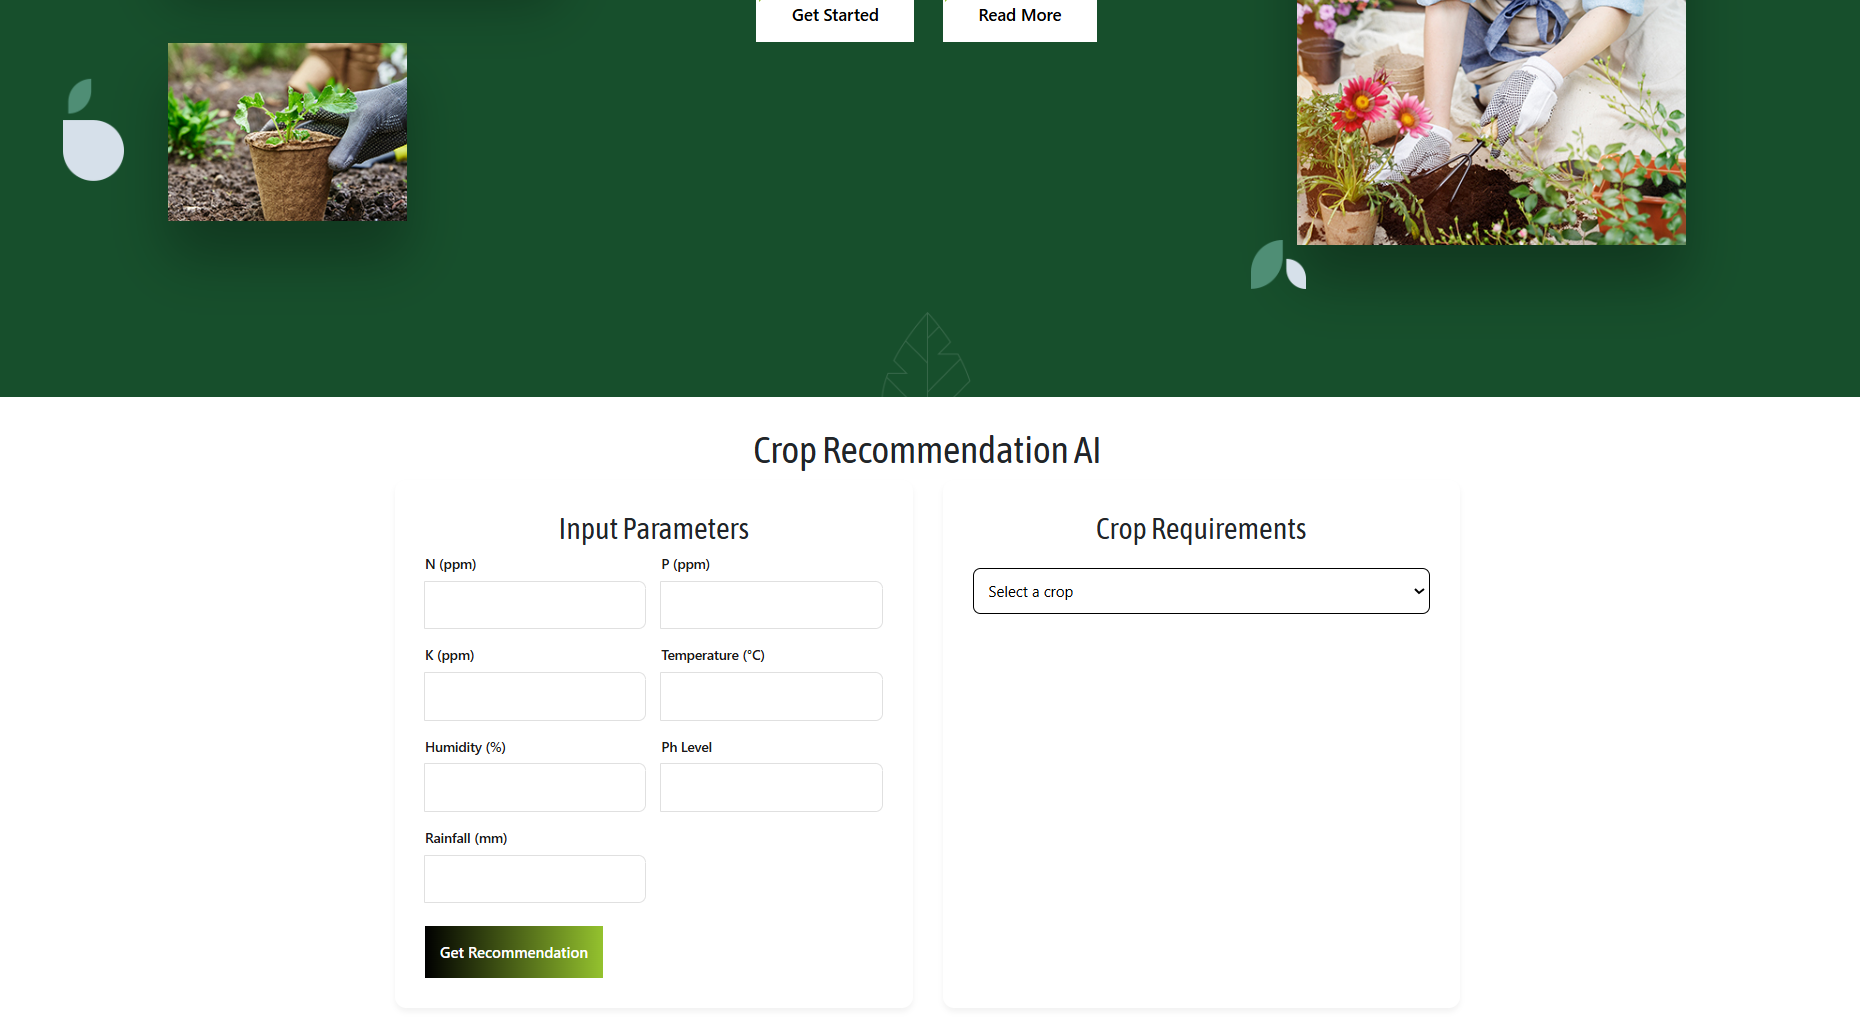 Get Started
Read More
Crop Recommendation AI
Input Parameters
N (ppm)
P (ppm)
K (ppm)
Temperature (°C)
Humidity (%)
Ph Level
Rainfall (mm)
Get Recommendation
Crop Requirements
Select a crop